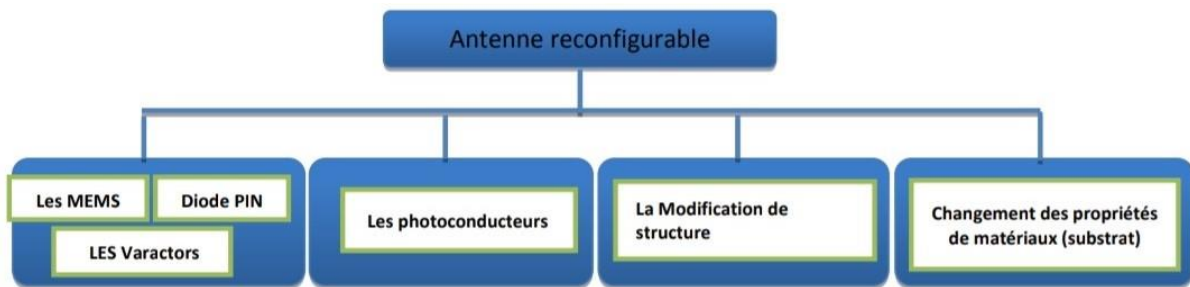 Antenne reconfigurable
Les MEMS
Diode PIN
LES Varactors
Les photoconducteurs
La Modification de
structure
Changement des propriétés
de matériaux (substrat)